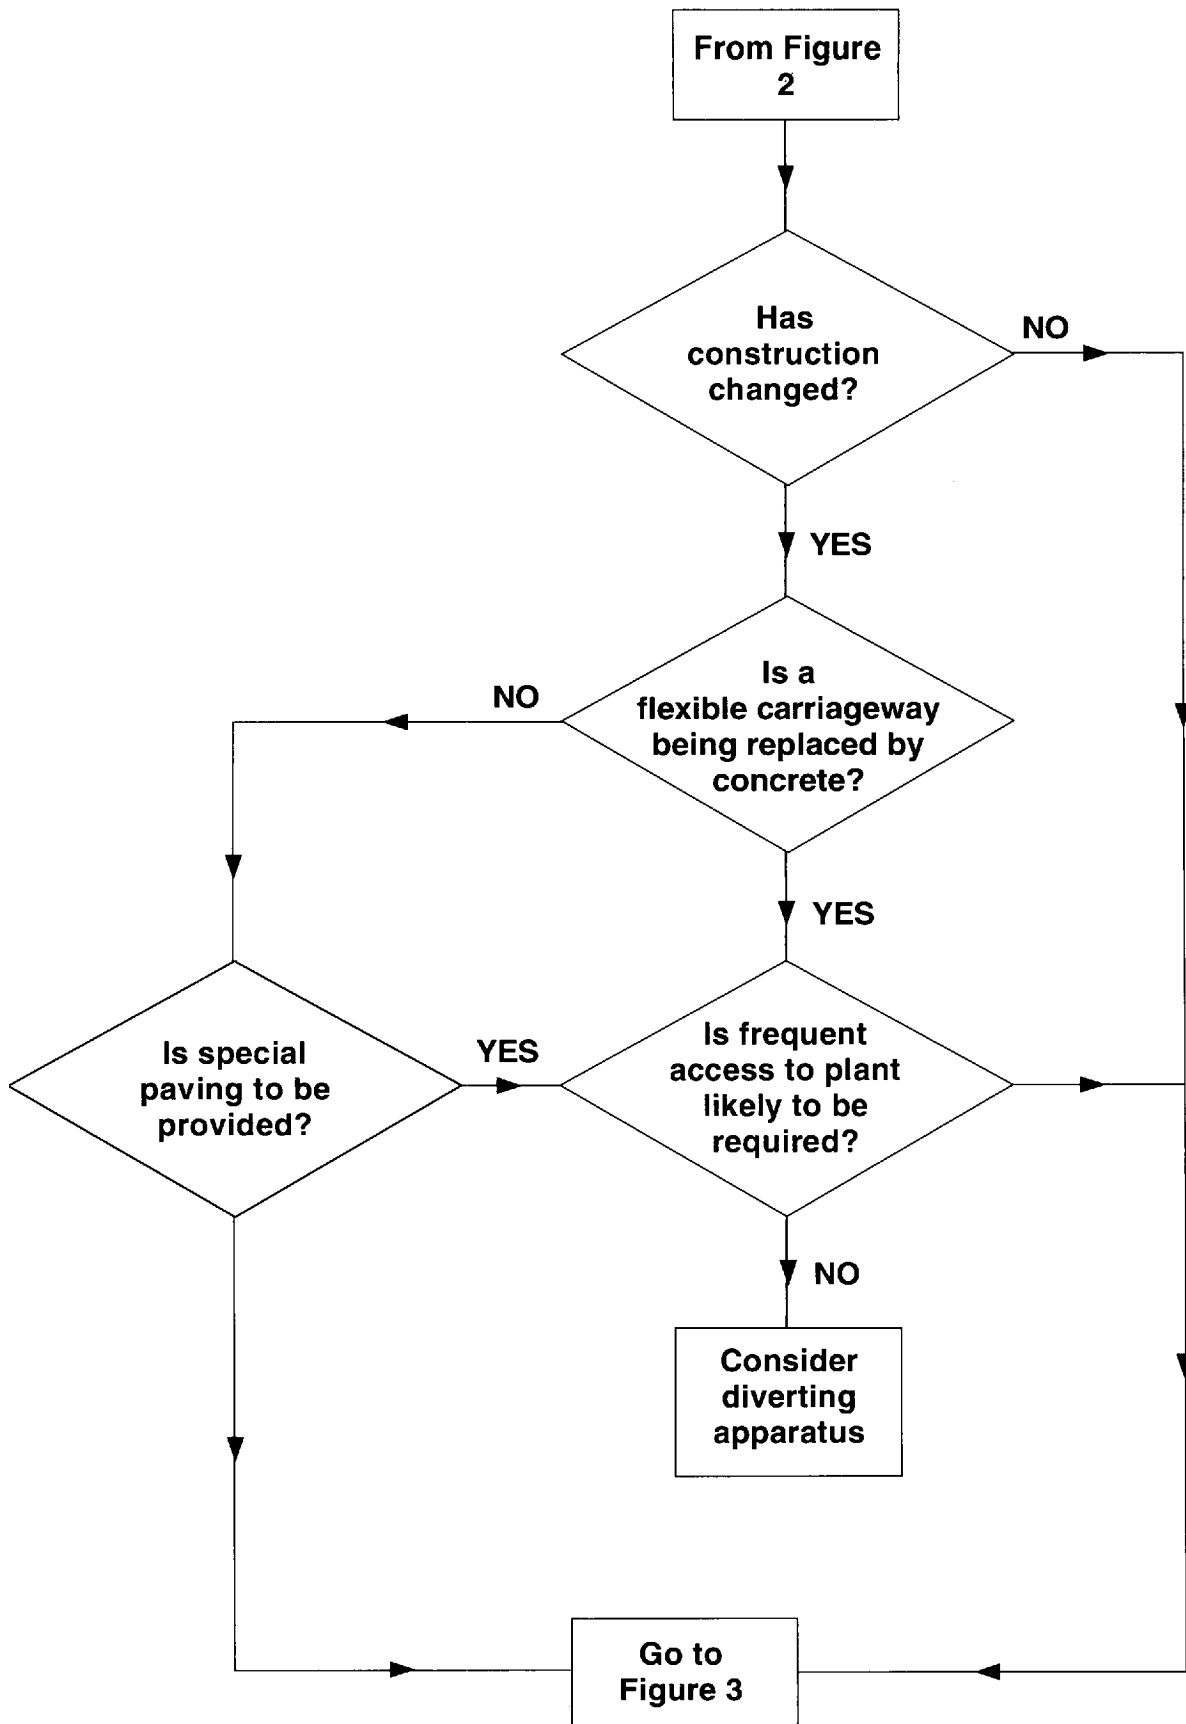 From Figure
2
Has
construction
changed?
NO
YES
Is a
flexible carriageway
being replaced by
concrete?
NO
YES
Is special
paving to be
provided?
YES
Is frequent
access to plant
likely to be
required?
NO
Consider
diverting
apparatus
Go to
Figure 3